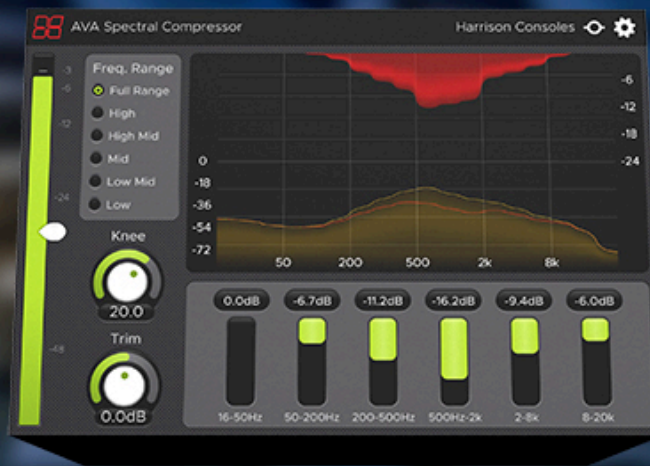 AVA Spectral Compressor
Harrison Consoles
Freq. Range
Full Range
High
High Mid
Mid
Low Mid
Low
-3
-6
-12
-24
-48
Knee
20.0
Trim
0.0dB
-6
-12
-18
-24
0
-18
-36
-54
-72
50 200 500 2k 8k
0.0dB -6.7dB -11.2dB -16.2dB -9.4dB -6.0dB
16-50Hz 50-200Hz 200-500Hz 500Hz-2k 2-8k 8-20k